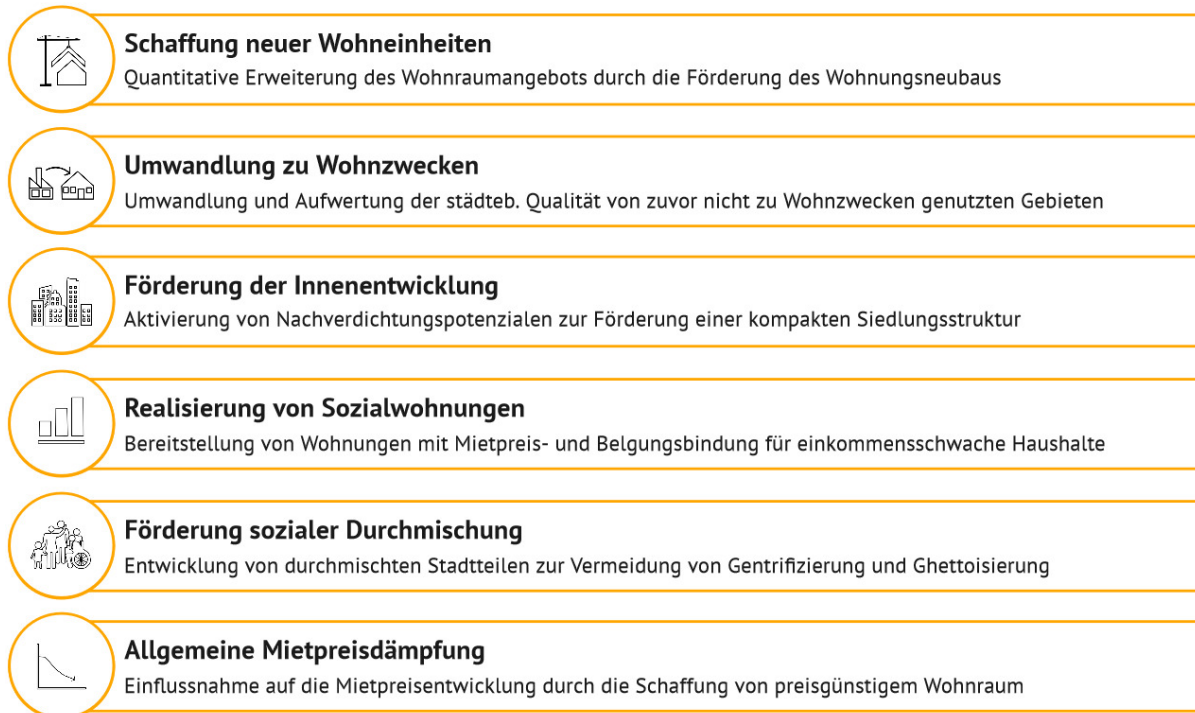 Schaffung neuer Wohneinheiten
Quantitative Erweiterung des Wohnraumangebots durch die Förderung des Wohnungsneubaus
Umwandlung zu Wohnzwecken
Umwandlung und Aufwertung der städteb. Qualität von zuvor nicht zu Wohnzwecken genutzten Gebieten
Förderung der Innenentwicklung
Aktivierung von Nachverdichtungspotenzialen zur Förderung einer kompakten Siedlungsstruktur
Realisierung von Sozialwohnungen
Bereitstellung von Wohnungen mit Mietpreis- und Belgungsbindung für einkommensschwache Haushalte
Förderung sozialer Durchmischung
Entwicklung von durchmischten Stadtteilen zur Vermeidung von Gentrifizierung und Ghettoisierung
Allgemeine Mietpreisdämpfung
Einflussnahme auf die Mietpreisentwicklung durch die Schaffung von preisgünstigem Wohnraum